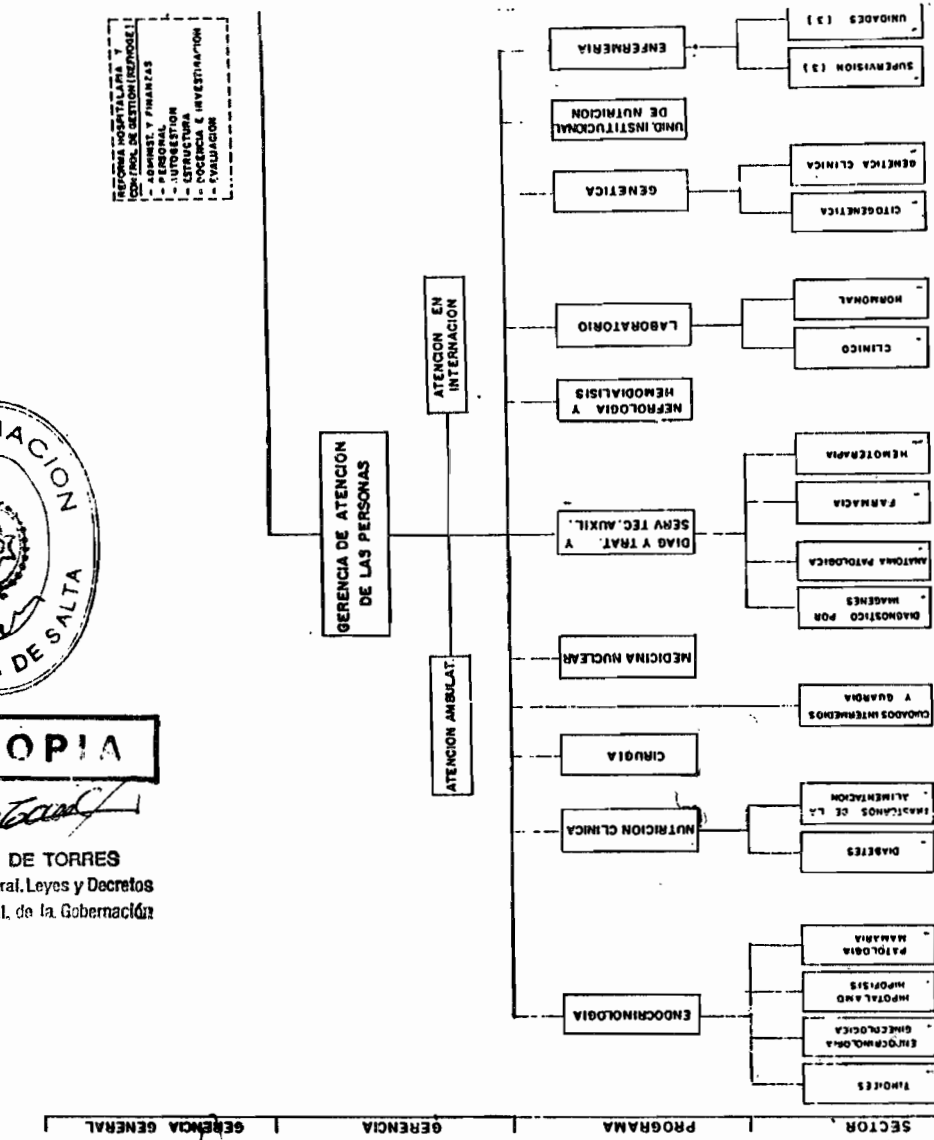 REFORMA HOSPITALARIA Y
CONTROL DE GESTION (REPHOGE)
- ADMINIST. Y FINANZAS
- PERSONAL
- AUTOGESTION
- ESTRUCTURA
- DOCENCIA E INVESTIGACION
- EVALUACION
GERENCIA DE ATENCION
DE LAS PERSONAS
ATENCION AMBULAT.
ATENCION EN
INTERNACION
ENFERMERIA
UNIDADES (3)
SUPERVISION (3)
UNID. INSTITUCIONAL
DE NUTRICION
GENETICA
GENETICA CLINICA
CITOGENETICA
LABORATORIO
HORMONAL
CLINICO
NEFROLOGIA Y
HEMODIALISIS
DIAG Y TRAT. Y
SERV TEC. AUXIL.
HEMOTERAPIA
FARMACIA
ANATOMIA PATOLOGICA
DIAGNOSTICO POR
IMAGENES
MEDICINA NUCLEAR
CUIDADOS INTERMEDIOS
Y GUARDIA
CIRUGIA
NUTRICION CLINICA
TRASTORNOS DE LA
ALIMENTACION
DIABETES
ENDOCRINOLOGIA
PATOLOGIA
MAMARIA
HIPOTALAMO
HIPOFISIS
ENDOCRINOLOGIA
GINECOLOGICA
TIROIDES
GERENCIA GENERAL
GERENCIA
PROGRAMA
SECTOR
NACION
DE SALTA
OPIA
DE TORRES
ral. Leyes y Decretos
l. de la Gobernación